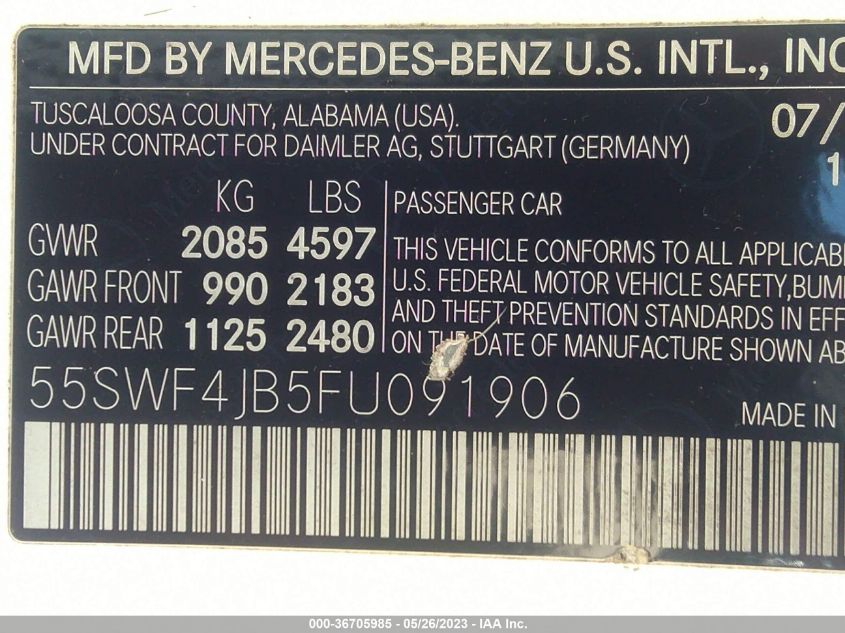 MFD BY MERCEDES-BENZ U.S. INTL., INC
TUSCALOOSA COUNTY, ALABAMA (USA).
UNDER CONTRACT FOR DAIMLER AG, STUTTGART (GERMANY)
07/
1
KG LBS
GVWR 2085 4597
GAWR FRONT 990 2183
GAWR REAR 1125 2480
PASSENGER CAR
THIS VEHICLE CONFORMS TO ALL APPLICAB
U.S. FEDERAL MOTOR VEHICLE SAFETY, BUM
AND THEFT PREVENTION STANDARDS IN EFF
ON THE DATE OF MANUFACTURE SHOWN AB
55SWF4JB5FU091906
MADE IN
000-36705985 - 05/26/2023 - IAA Inc.